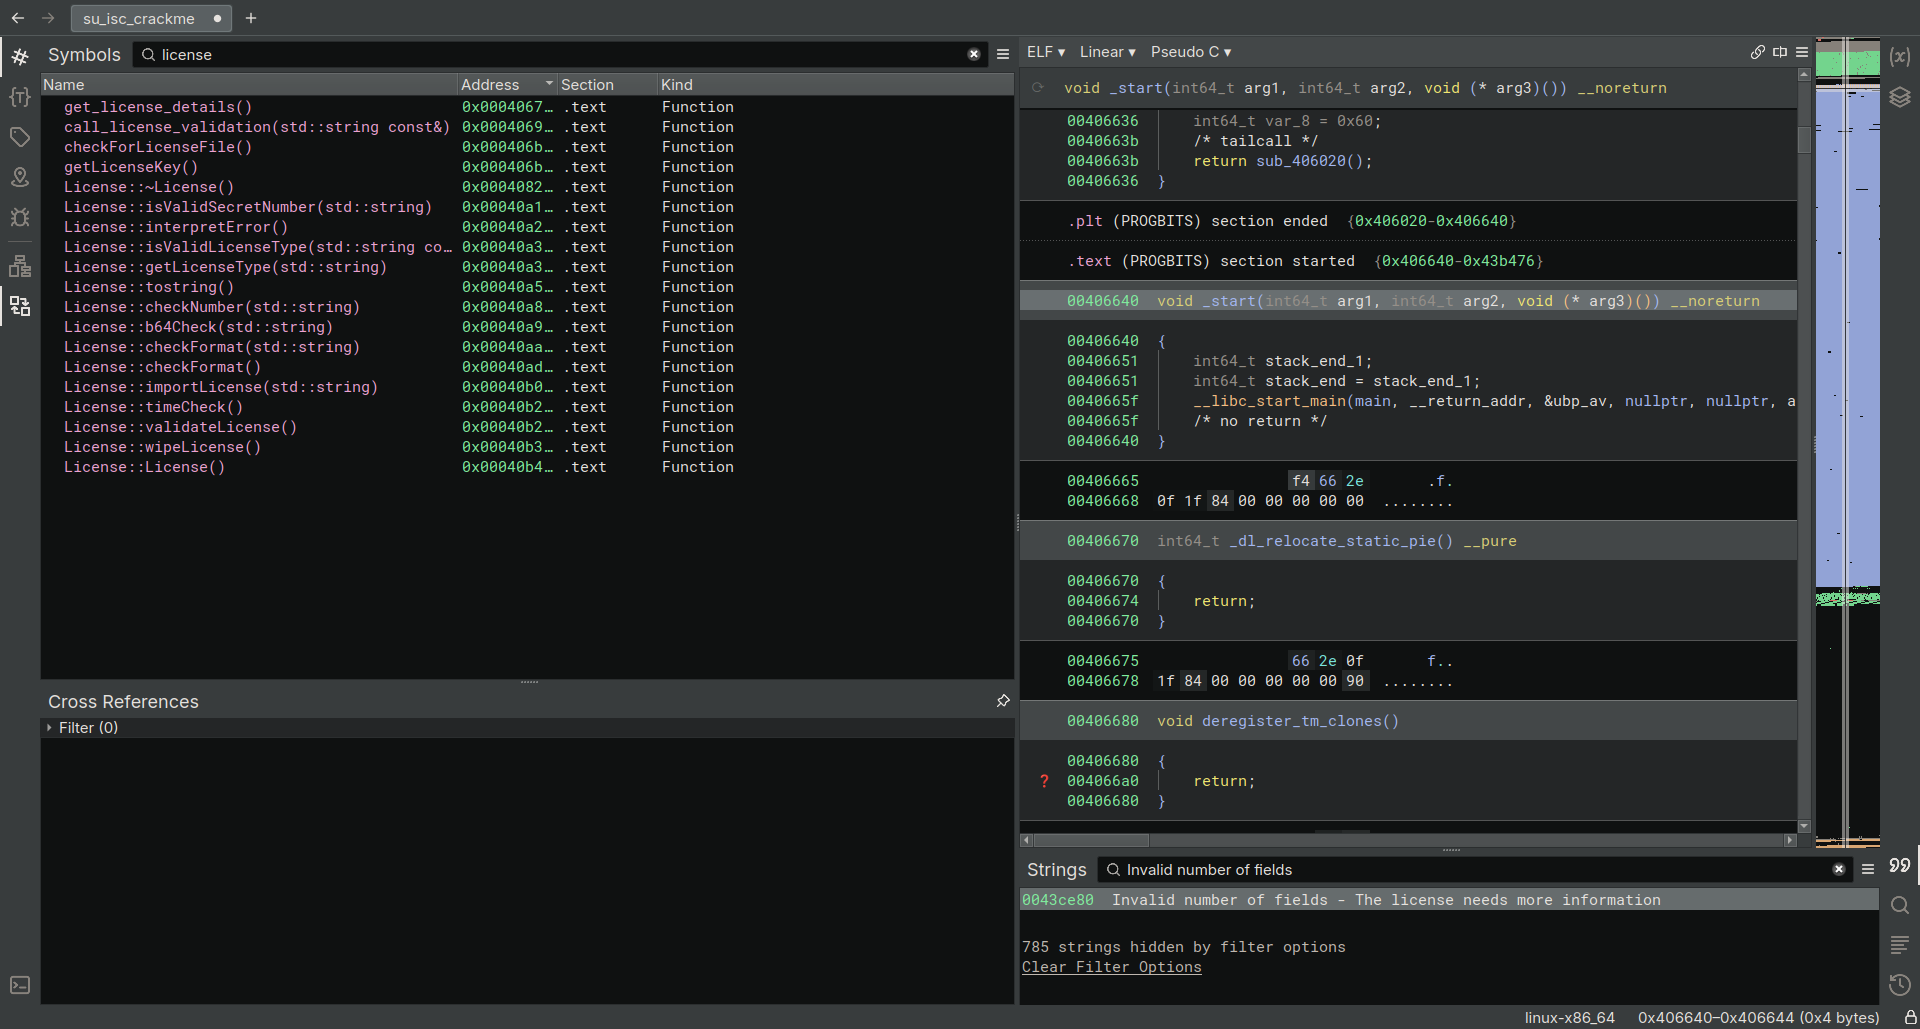 su_isc_crackme
Symbols
license
Name Address Section Kind
get_license_details() 0x0004067… .text Function
call_license_validation(std::string const&) 0x0004069… .text Function
checkForLicenseFile() 0x000406b… .text Function
getLicenseKey() 0x000406b… .text Function
License::~License() 0x0004082… .text Function
License::isValidSecretNumber(std::string) 0x00040a1… .text Function
License::interpretError() 0x00040a2… .text Function
License::isValidLicenseType(std::string co… 0x00040a3… .text Function
License::getLicenseType(std::string) 0x00040a3… .text Function
License::tostring() 0x00040a5… .text Function
License::checkNumber(std::string) 0x00040a8… .text Function
License::b64Check(std::string) 0x00040a9… .text Function
License::checkFormat(std::string) 0x00040aa… .text Function
License::checkFormat() 0x00040ad… .text Function
License::importLicense(std::string) 0x00040b0… .text Function
License::timeCheck() 0x00040b2… .text Function
License::validateLicense() 0x00040b2… .text Function
License::wipeLicense() 0x00040b3… .text Function
License::License() 0x00040b4… .text Function
Cross References
Filter (0)
ELF ▾ Linear ▾ Pseudo C ▾
void _start(int64_t arg1, int64_t arg2, void (* arg3)()) __noreturn
00406636 int64_t var_8 = 0x60;
0040663b /* tailcall */
0040663b return sub_406020();
00406636 }
.plt (PROGBITS) section ended {0x406020-0x406640}
.text (PROGBITS) section started {0x406640-0x43b476}
00406640 void _start(int64_t arg1, int64_t arg2, void (* arg3)()) __noreturn
00406640 {
00406651 int64_t stack_end_1;
00406651 int64_t stack_end = stack_end_1;
0040665f __libc_start_main(main, __return_addr, &ubp_av, nullptr, nullptr, a
0040665f /* no return */
00406640 }
00406665 f4 66 2e .f.
00406668 0f 1f 84 00 00 00 00 00 ........
00406670 int64_t _dl_relocate_static_pie() __pure
00406670 {
00406674 return;
00406670 }
00406675 66 2e 0f f..
00406678 1f 84 00 00 00 00 00 90 ........
00406680 void deregister_tm_clones()
00406680 {
? 004066a0 return;
00406680 }
Strings
Invalid number of fields
0043ce80 Invalid number of fields - The license needs more information
785 strings hidden by filter options
Clear Filter Options
linux-x86_64 0x406640–0x406644 (0x4 bytes)